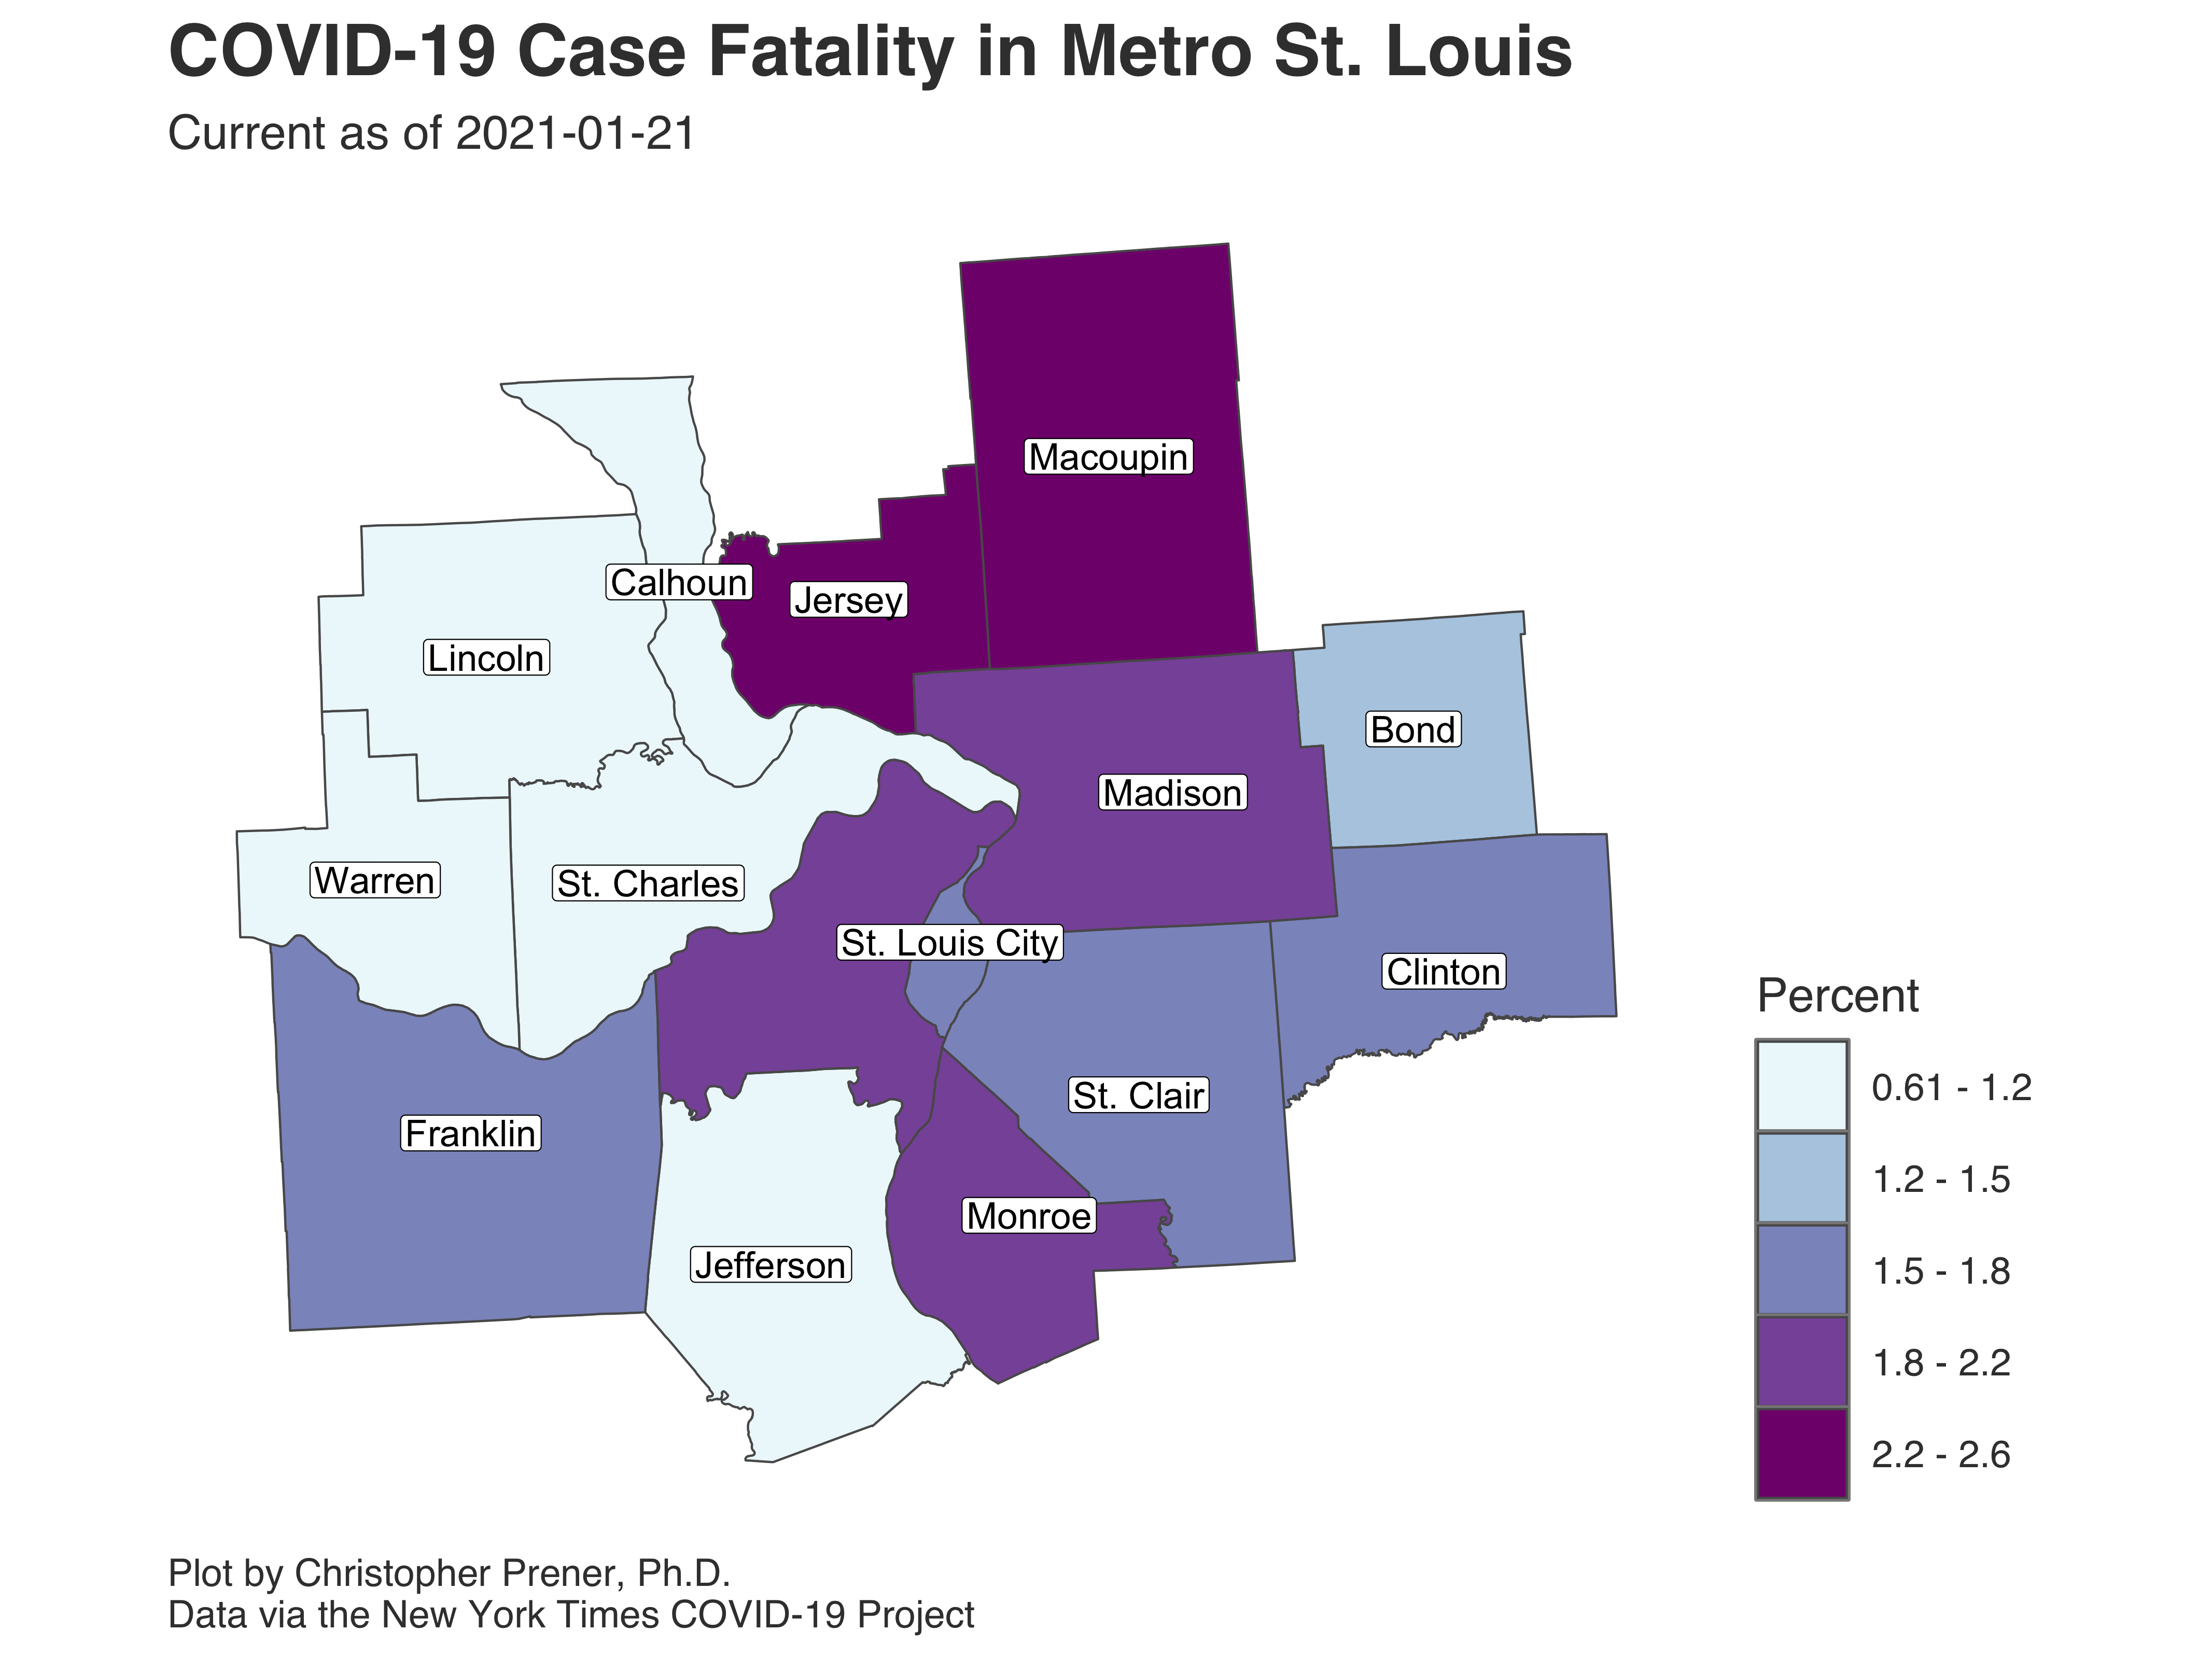 COVID-19 Case Fatality in Metro St. Louis
Current as of 2021-01-21
Macoupin
Calhoun
Jersey
Lincoln
Bond
Madison
Warren
St. Charles
St. Louis City
Clinton
St. Clair
Franklin
Monroe
Jefferson
Percent
0.61 - 1.2
1.2 - 1.5
1.5 - 1.8
1.8 - 2.2
2.2 - 2.6
Plot by Christopher Prener, Ph.D.
Data via the New York Times COVID-19 Project